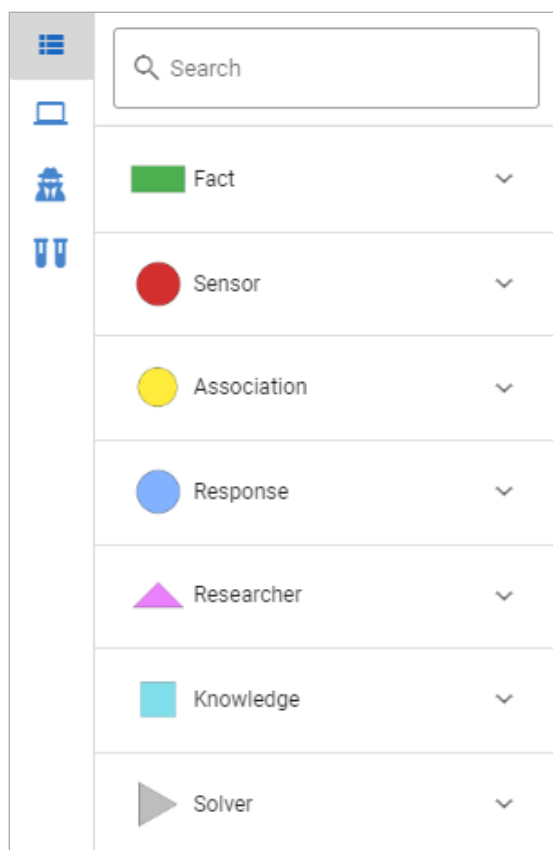 Search
Fact
Sensor
Association
Response
Researcher
Knowledge
Solver